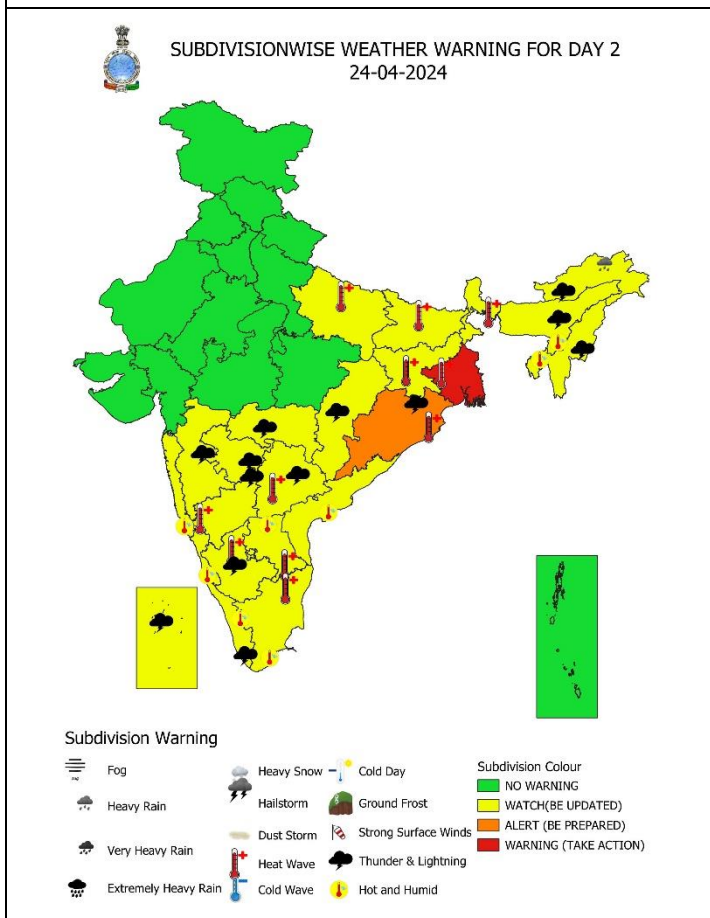 SUBDIVISIONWISE WEATHER WARNING FOR DAY 2
24-04-2024
Subdivision Warning
Fog
Heavy Rain
Very Heavy Rain
Extremely Heavy Rain
Heavy Snow
Hailstorm
Dust Storm
Heat Wave
Cold Wave
Cold Day
Ground Frost
Strong Surface Winds
Thunder & Lightning
Hot and Humid
Subdivision Colour
NO WARNING
WATCH(BE UPDATED)
ALERT (BE PREPARED)
WARNING (TAKE ACTION)